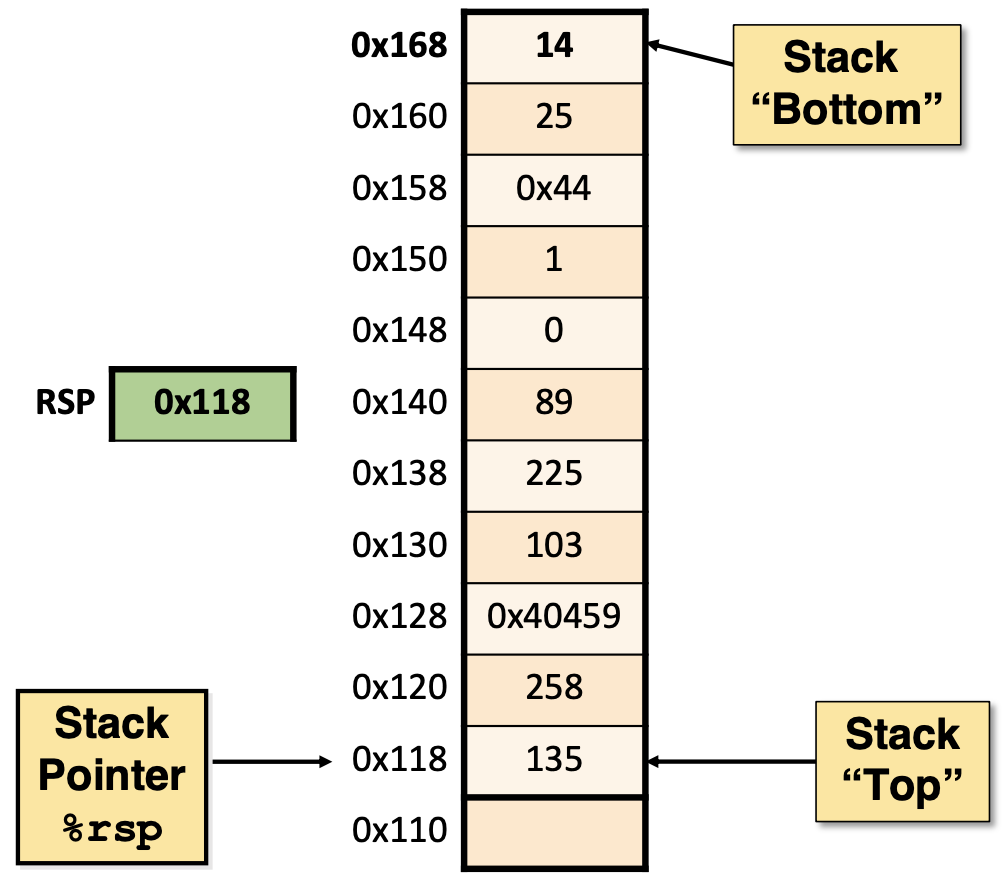 0x168 14
Stack
“Bottom”
0x160 25
0x158 0x44
0x150 1
0x148 0
RSP 0x118
0x140 89
0x138 225
0x130 103
0x128 0x40459
0x120 258
Stack
Pointer
%rsp
0x118 135
Stack
“Top”
0x110